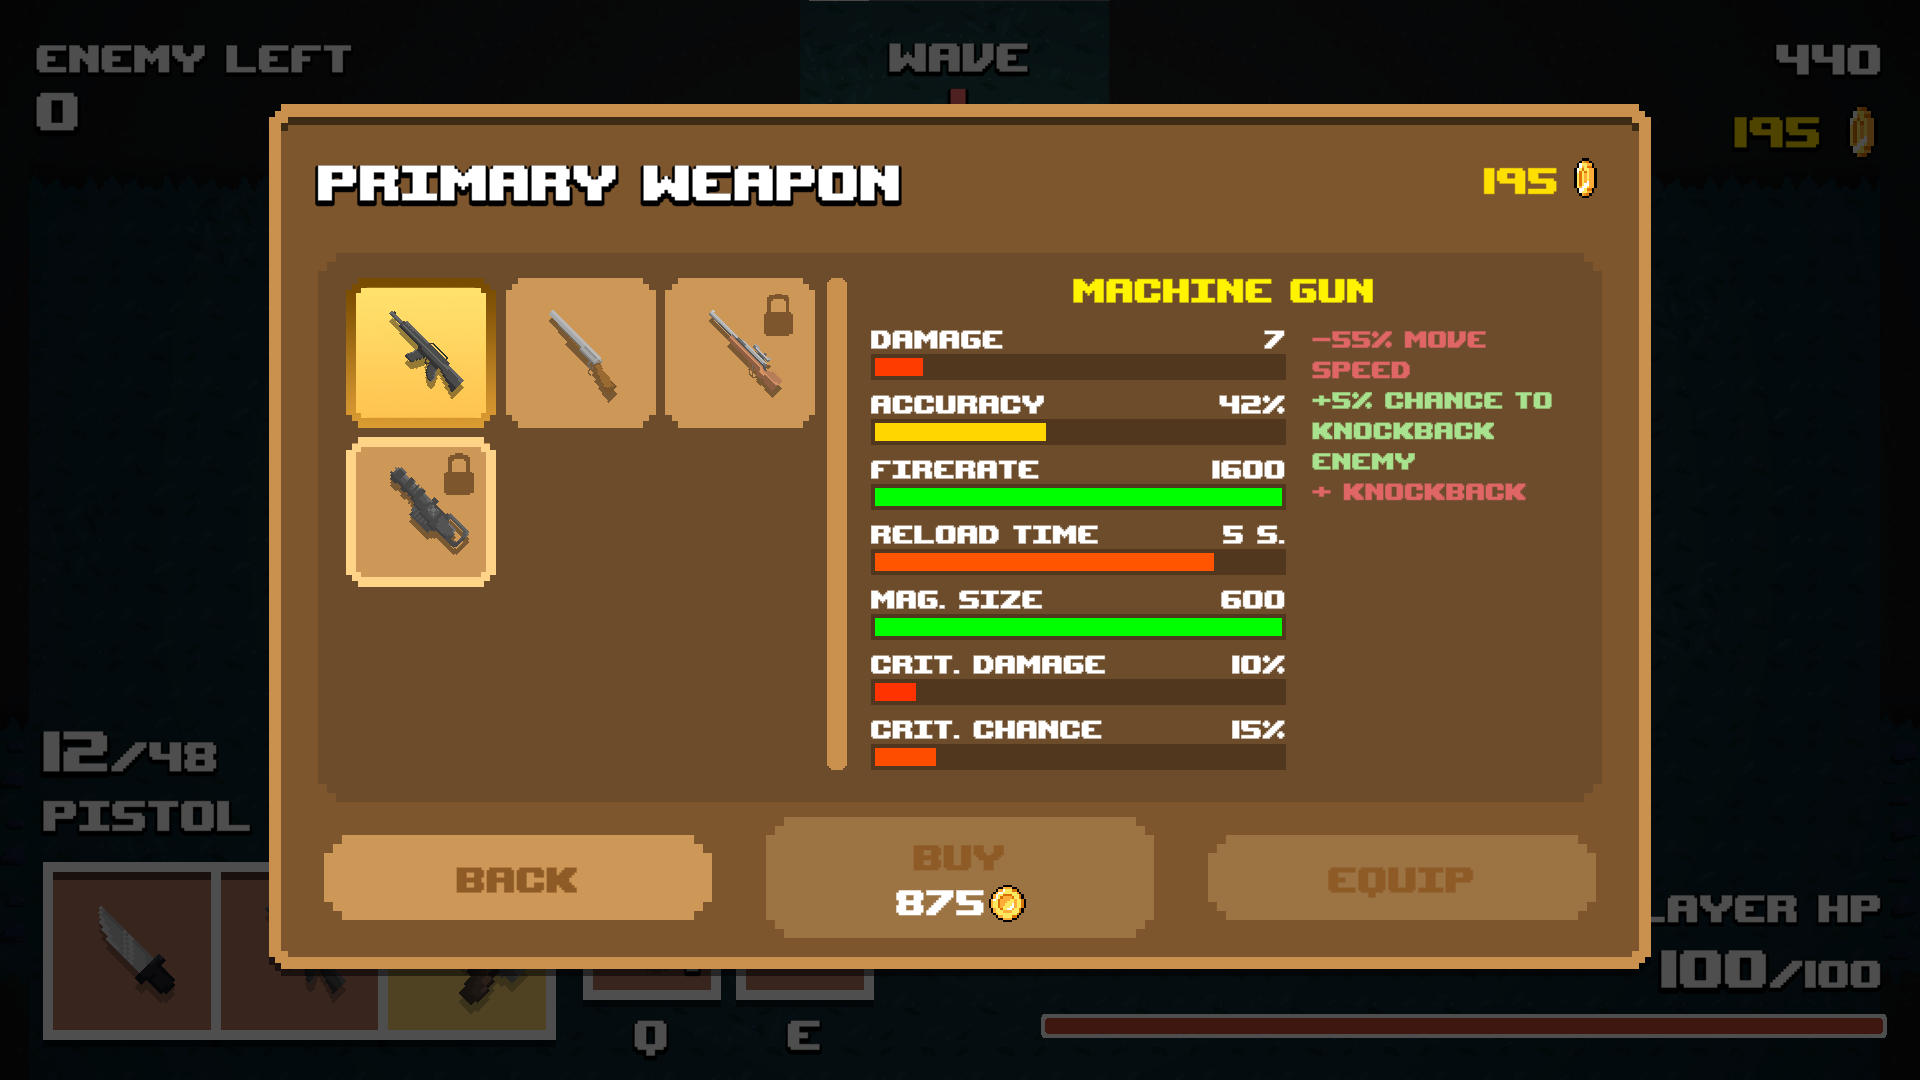 ENEMY LEFT
0
WAVE
440
195
PRIMARY WEAPON
195
MACHINE GUN
DAMAGE 7
ACCURACY 42%
FIRERATE 1600
RELOAD TIME 5 S.
MAG. SIZE 600
CRIT. DAMAGE 10%
CRIT. CHANCE 15%
-55% MOVE
SPEED
+5% CHANCE TO
KNOCKBACK
ENEMY
+ KNOCKBACK
12/48
PISTOL
BACK
BUY
875
EQUIP
LAYER HP
100/100
Q
E